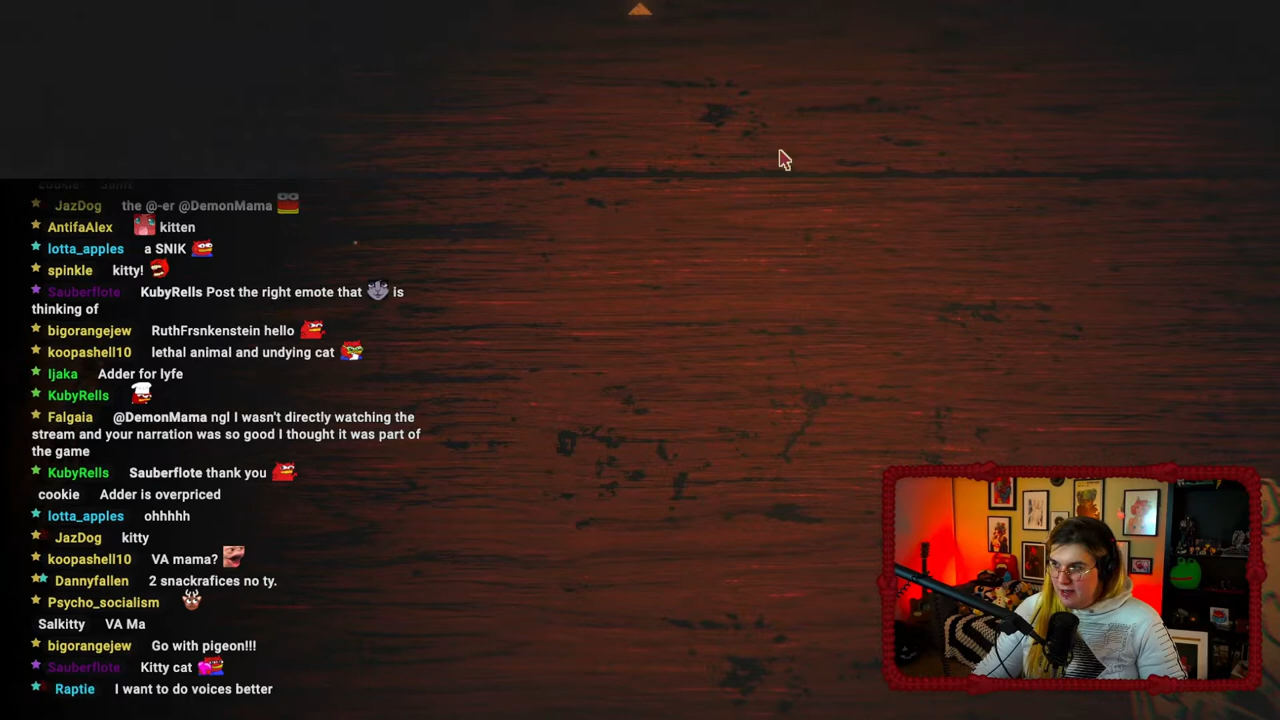 JazDog the @-er @DemonMama
AntifaAlex kitten
lotta_apples a SNIK
spinkle kitty!
Sauberflote KubyRells Post the right emote that is
thinking of
bigorangejew RuthFrsnkenstein hello
koopashell10 lethal animal and undying cat
Ijaka Adder for lyfe
KubyRells
Falgaia @DemonMama ngl I wasn't directly watching the
stream and your narration was so good I thought it was part of
the game
KubyRells Sauberflote thank you
cookie Adder is overpriced
lotta_apples ohhhhh
JazDog kitty
koopashell10 VA mama?
Dannyfallen 2 snackrafices no ty.
Psycho_socialism
Salkitty VA Ma
bigorangejew Go with pigeon!!!
Sauberflote Kitty cat
Raptie I want to do voices better